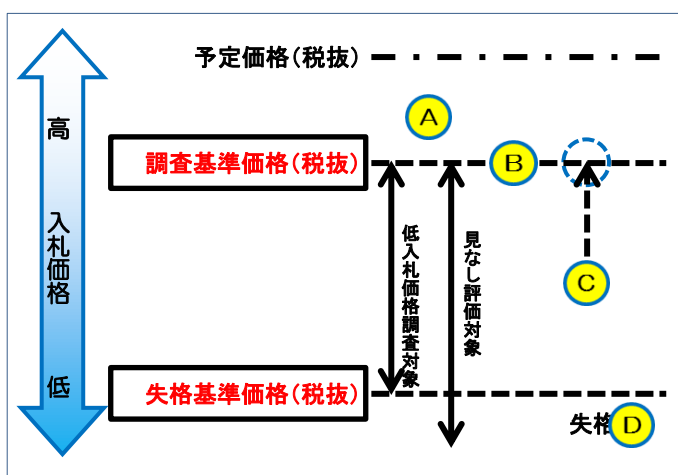 予定価格(税抜)
高
A
調査基準価格(税抜)
B
入札価格
低入札価格調査対象
見なし評価対象
C
低
失格基準価格(税抜)
失格
D